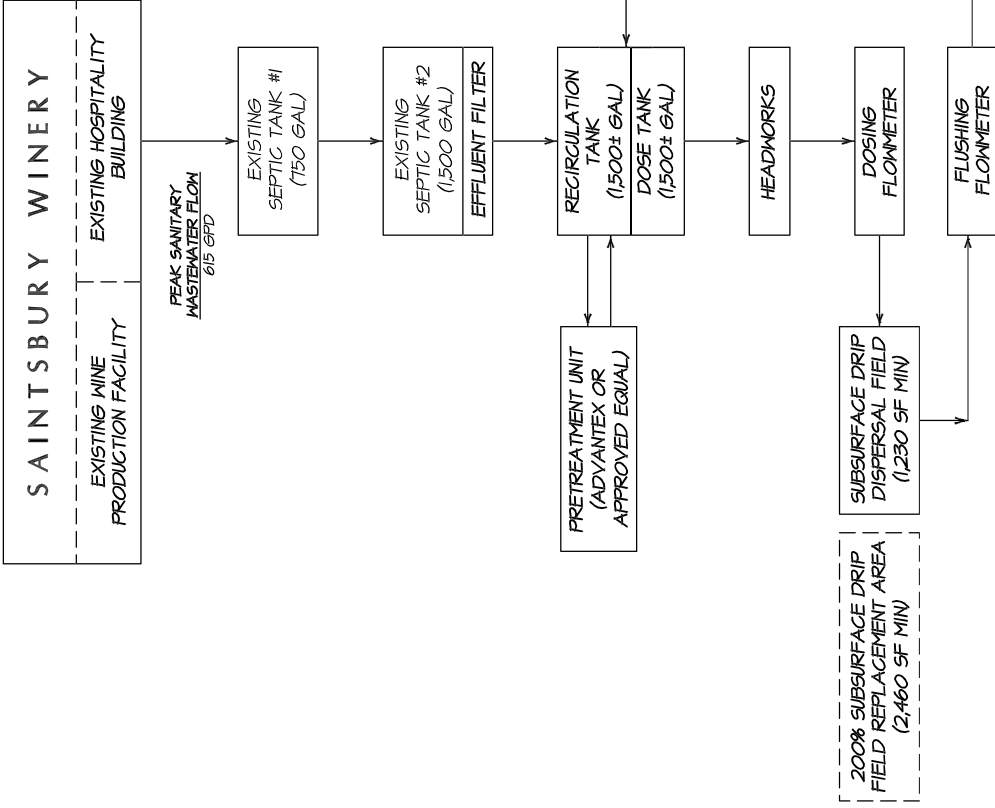 SAINTSBURY WINERY
EXISTING WINE
PRODUCTION FACILITY
EXISTING HOSPITALITY
BUILDING
PEAK SANITARY
WASTEWATER FLOW
615 GPD
EXISTING
SEPTIC TANK #1
(750 GAL)
EXISTING
SEPTIC TANK #2
(1,500 GAL)
EFFLUENT FILTER
RECIRCULATION
TANK
(1,500± GAL)
DOSE TANK
(1,500± GAL)
PRETREATMENT UNIT
(ADVANTEX OR
APPROVED EQUAL)
HEADWORKS
DOSING
FLOWMETER
SUBSURFACE DRIP
DISPERSAL FIELD
(1,230 SF MIN)
200% SUBSURFACE DRIP
FIELD REPLACEMENT AREA
(2,460 SF MIN)
FLUSHING
FLOWMETER